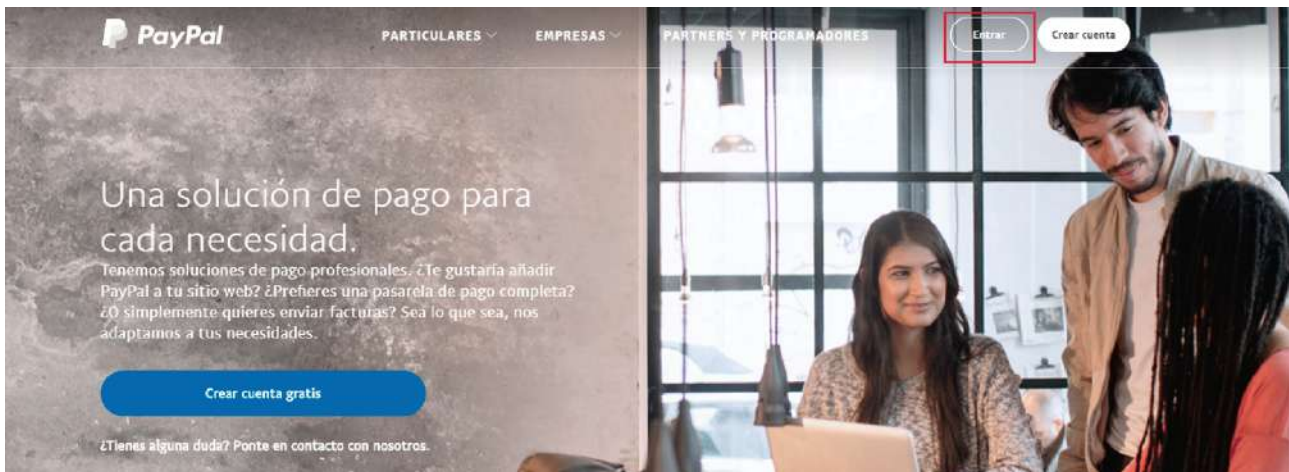 PayPal
PARTICULARES
EMPRESAS
PARTNERS Y PROGRAMADORES
Entrar
Crear cuenta
Una solución de pago para
cada necesidad.
Tenemos soluciones de pago profesionales. ¿Te gustaría añadir
PayPal a tu sitio web? ¿Prefieres una pasarela de pago completa?
¿O simplemente quieres enviar facturas? Sea lo que sea, nos
adaptamos a tus necesidades.
Crear cuenta gratis
¿Tienes alguna duda? Ponte en contacto con nosotros.